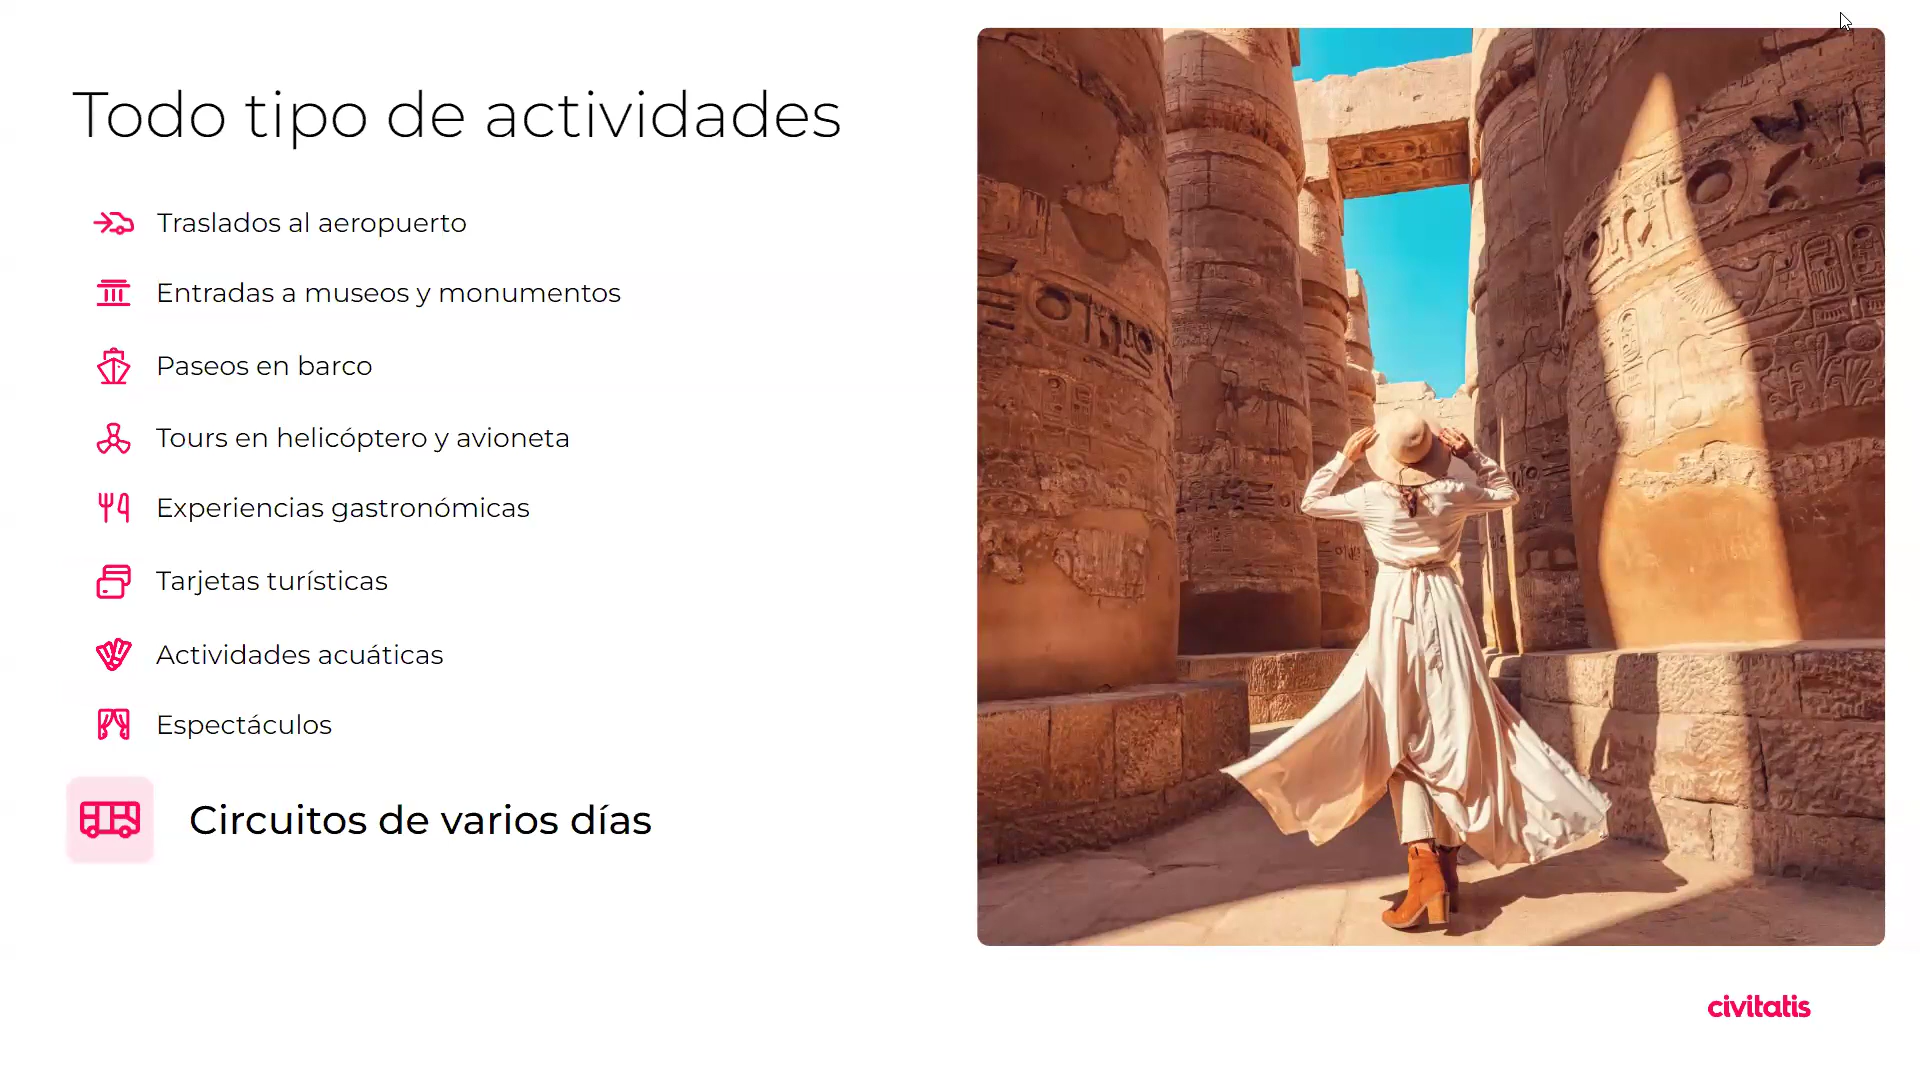 Todo tipo de actividades
Traslados al aeropuerto
Entradas a museos y monumentos
Paseos en barco
Tours en helicóptero y avioneta
Experiencias gastronómicas
Tarjetas turísticas
Actividades acuáticas
Espectáculos
Circuitos de varios días
civitatis